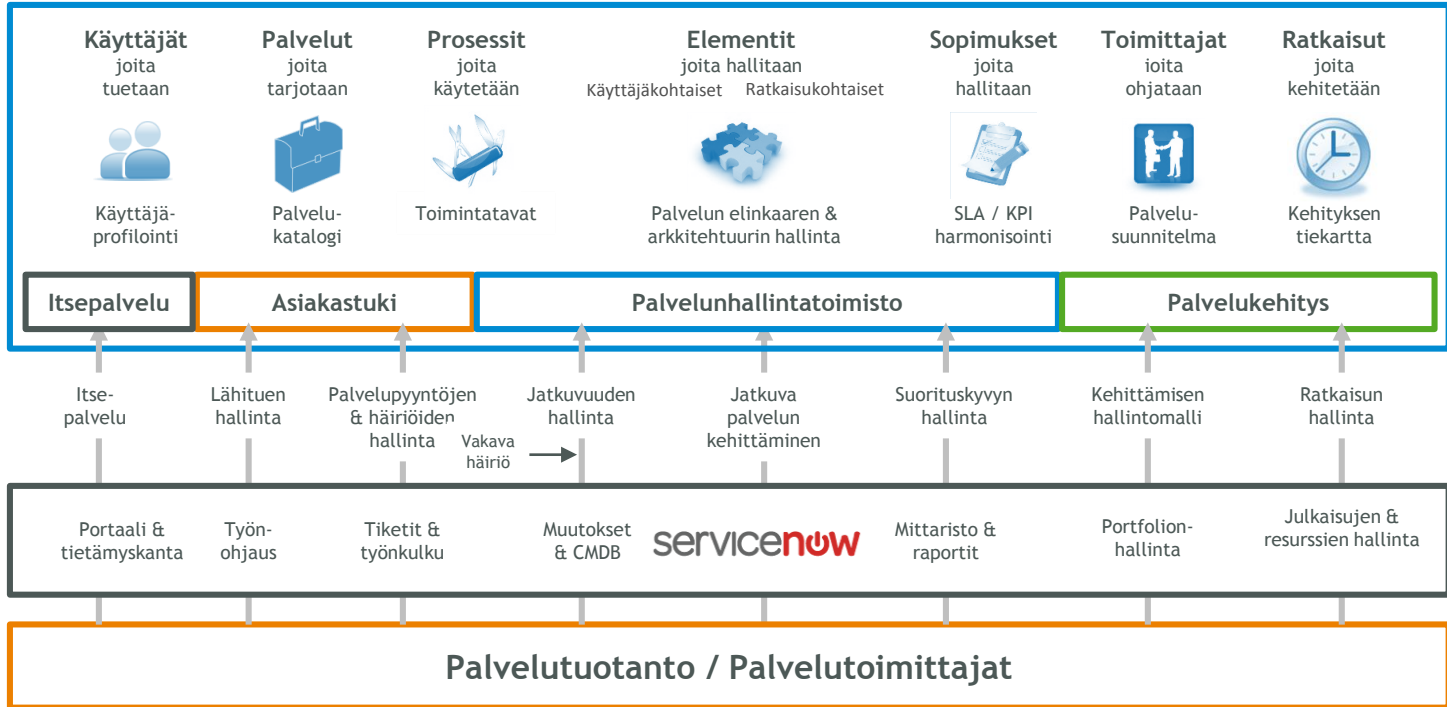 Käyttäjät
joita
tuetaan
Palvelut
joita
tarjotaan
Prosessit
joita
käytetään
Elementit
joita hallitaan
Käyttäjäkohtaiset Ratkaisukohtaiset
Sopimukset
joita
hallitaan
Toimittajat
ioita
ohjataan
Ratkaisut
joita
kehitetään
Käyttäjä-
profilointi
Palvelu-
katalogi
Toimintatavat
Palvelun elinkaaren &
arkkitehtuurin hallinta
SLA / KPI
harmonisointi
Palvelu-
suunnitelma
Kehityksen
tiekartta
Itsepalvelu
Asiakastuki
Palvelunhallintatoimisto
Palvelukehitys
Itse-
palvelu
Lähituen
hallinta
Palvelupyyntöjen
& häiriöiden
hallinta
Vakava
häiriö
Jatkuvuuden
hallinta
Jatkuva
palvelun
kehittäminen
Suorituskyvyn
hallinta
Kehittämisen
hallintomalli
Ratkaisun
hallinta
Portaali &
tietämyskanta
Työn-
ohjaus
Tiketit &
työnkulku
Muutokset
& CMDB
servicenow
Mittaristo &
raportit
Portfolion-
hallinta
Julkaisujen &
resurssien hallinta
Palvelutuotanto / Palvelutoimittajat